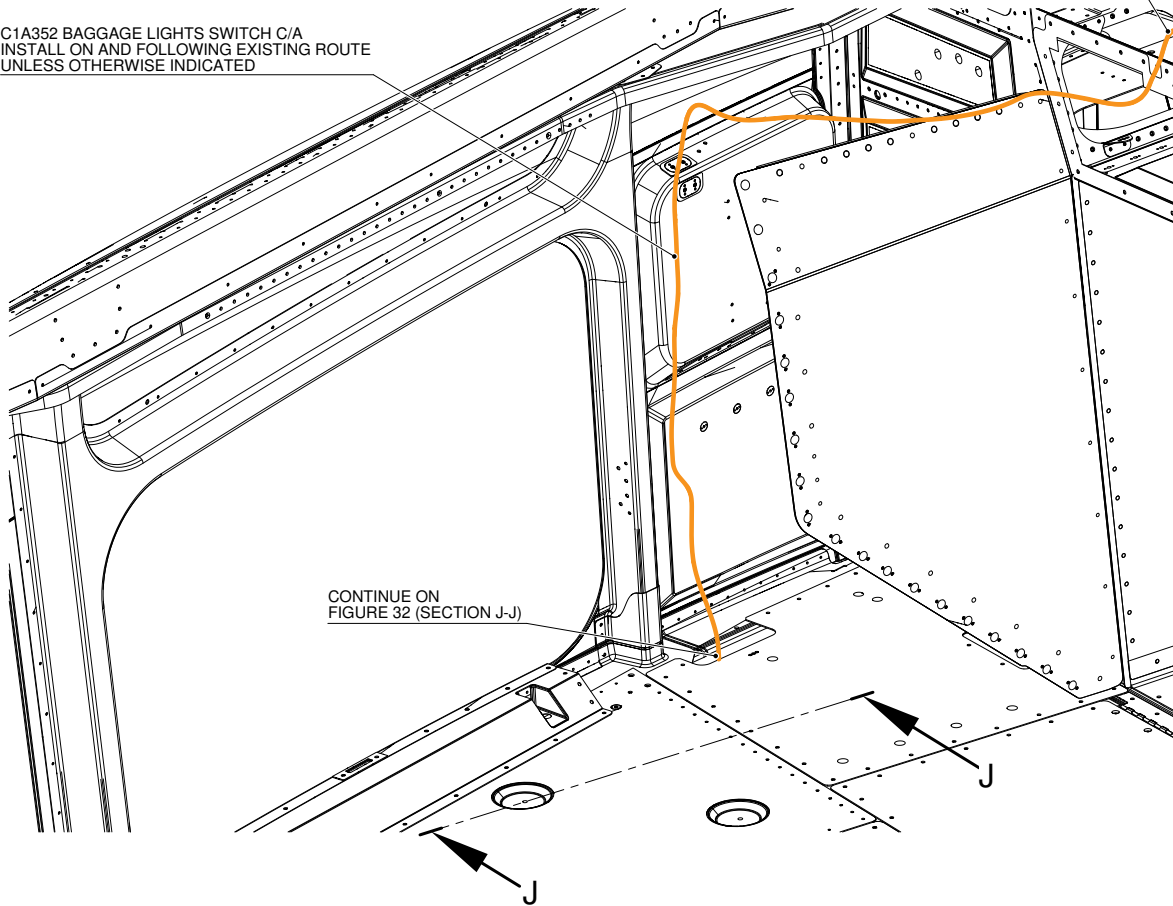 C1A352 BAGGAGE LIGHTS SWITCH C/A
INSTALL ON AND FOLLOWING EXISTING ROUTE
UNLESS OTHERWISE INDICATED
CONTINUE ON
FIGURE 32 (SECTION J-J)
J
J